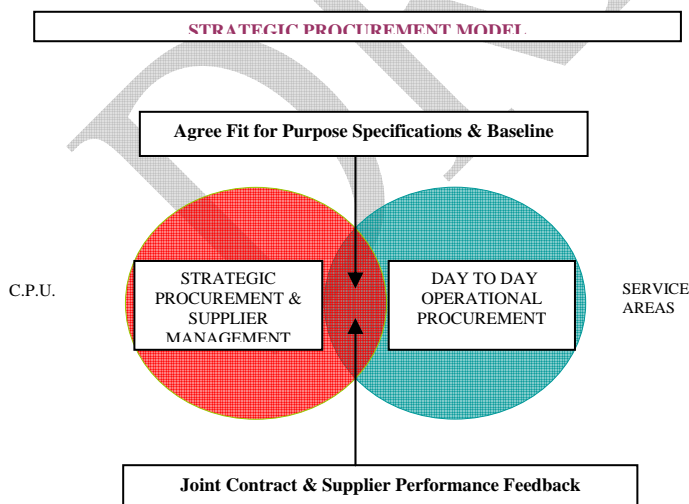 STRATEGIC PROCUREMENT MODEL
Agree Fit for Purpose Specifications & Baseline
C.P.U.
STRATEGIC
PROCUREMENT &
SUPPLIER
MANAGEMENT
DAY TO DAY
OPERATIONAL
PROCUREMENT
SERVICE
AREAS
Joint Contract & Supplier Performance Feedback